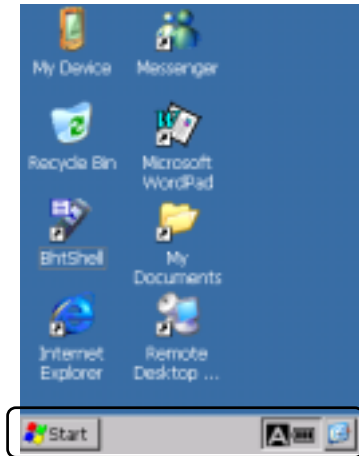 My Device
Messenger
Recycle Bin
Microsoft
WordPad
BhtShell
My
Documents
Internet
Explorer
Remote
Desktop ...
Start
A